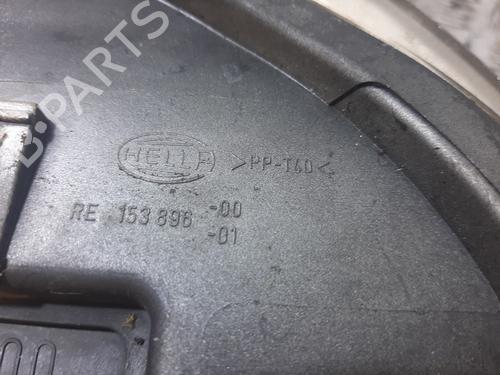 B-PARTS
HELLA >PP-T40<
RE 153 896 -00
-01